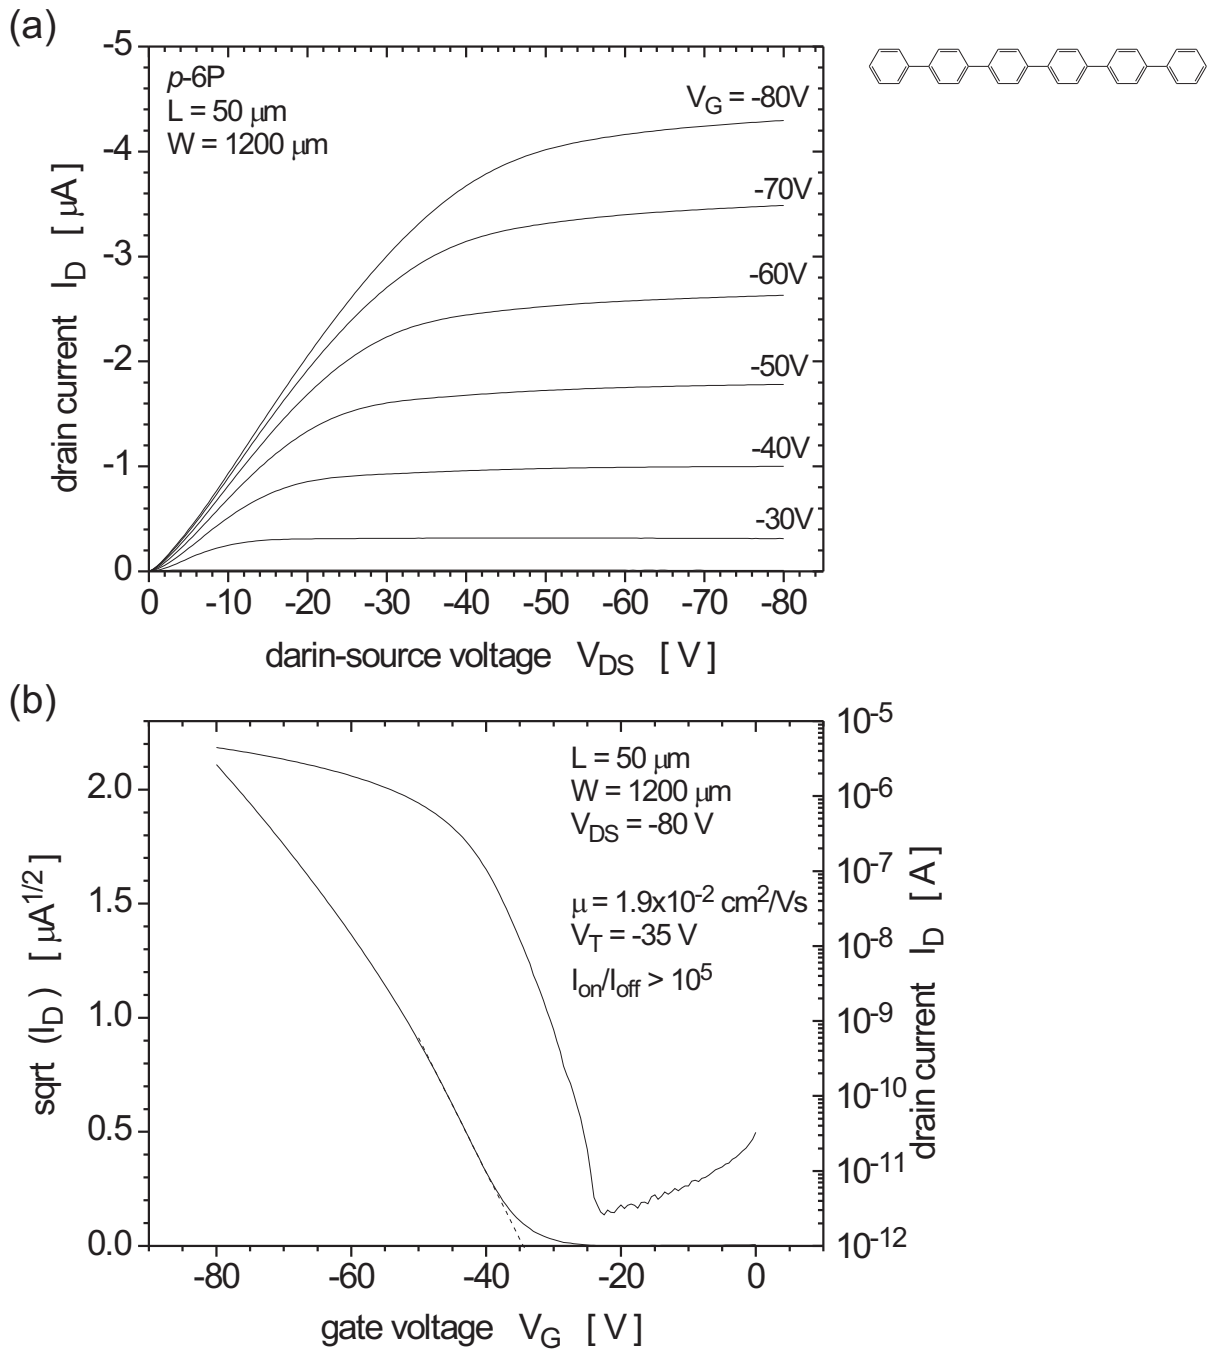 (a)
-5
-4
-3
-2
-1
0
drain current I_D [ μA ]
p-6P
L = 50 μm
W = 1200 μm
V_G = -80V
-70V
-60V
-50V
-40V
-30V
0 -10 -20 -30 -40 -50 -60 -70 -80
darin-source voltage V_DS [ V ]
(b)
2.0
1.5
1.0
0.5
0.0
sqrt (I_D) [ μA^1/2 ]
L = 50 μm
W = 1200 μm
V_DS = -80 V
μ = 1.9x10^-2 cm^2/Vs
V_T = -35 V
I_on/I_off > 10^5
10^-5
10^-6
10^-7
10^-8
10^-9
10^-10
10^-11
10^-12
drain current I_D [ A ]
-80 -60 -40 -20 0
gate voltage V_G [ V ]